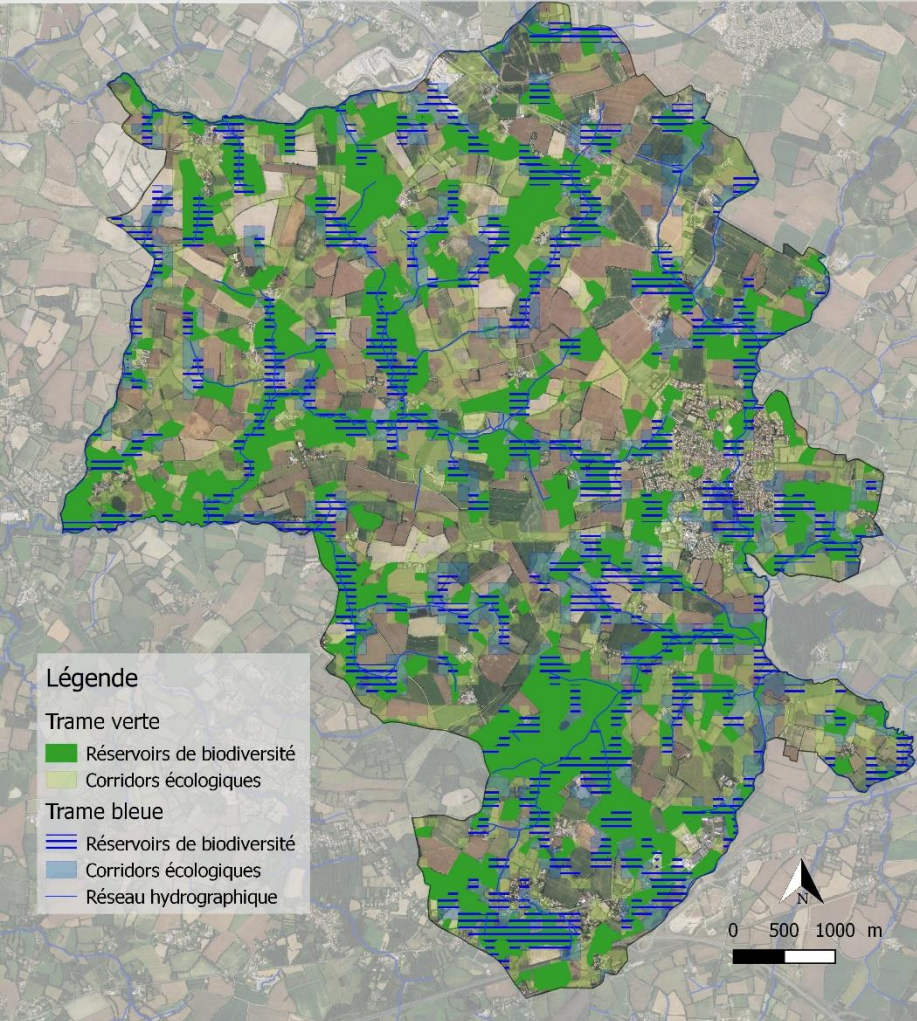 Légende
Trame verte
Réservoirs de biodiversité
Corridors écologiques
Trame bleue
Réservoirs de biodiversité
Corridors écologiques
Réseau hydrographique
N
0 500 1000 m